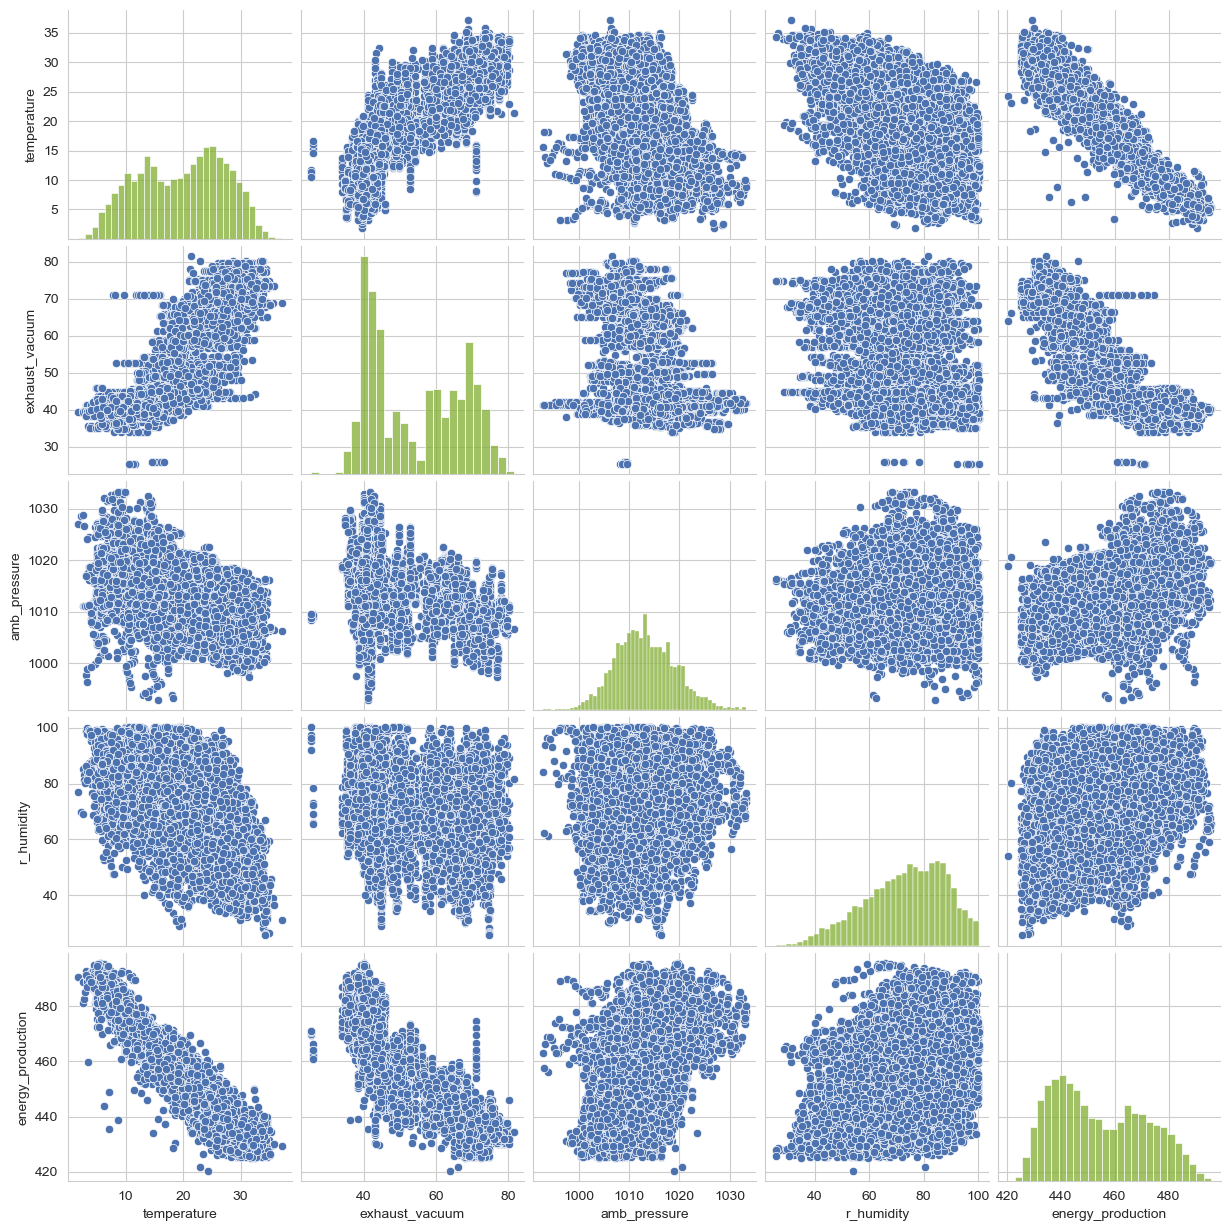 35
30
25
20
15
10
5
temperature
80
70
60
50
40
30
exhaust_vacuum
1030
1020
1010
1000
amb_pressure
100
80
60
40
r_humidity
480
460
440
420
energy_production
10 20 30
40 60 80
1000 1010 1020 1030
40 60 80 100
420 440 460 480
temperature
exhaust_vacuum
amb_pressure
r_humidity
energy_production